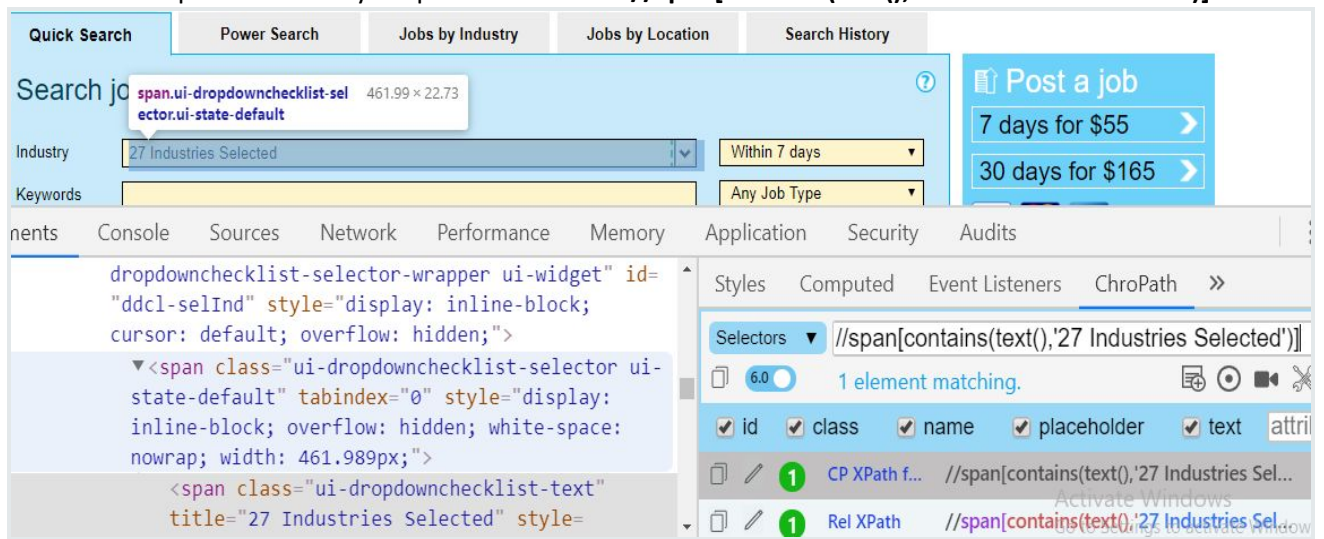 Quick Search Power Search Jobs by Industry Jobs by Location Search History
Search jo
span.ui-dropdownchecklist-sel 461.99 × 22.73
ector.ui-state-default
Post a job
7 days for $55
Industry 27 Industries Selected Within 7 days
30 days for $165
Keywords Any Job Type
nents Console Sources Network Performance Memory Application Security Audits
dropdownchecklist-selector-wrapper ui-widget" id=
"ddcl-selInd" style="display: inline-block;
cursor: default; overflow: hidden;">
▼<span class="ui-dropdownchecklist-selector ui-
state-default" tabindex="0" style="display:
inline-block; overflow: hidden; white-space:
nowrap; width: 461.989px;">
<span class="ui-dropdownchecklist-text"
title="27 Industries Selected" style=
Styles Computed Event Listeners ChroPath »
Selectors ▼ //span[contains(text(),'27 Industries Selected')]
6.0 1 element matching.
id class name placeholder text attri
1 CP XPath f... //span[contains(text(),'27 Industries Sel...
Activate Windows
1 Rel XPath //span[contains(text(),'27 Industries Sel...
Go to Settings to activate Windows